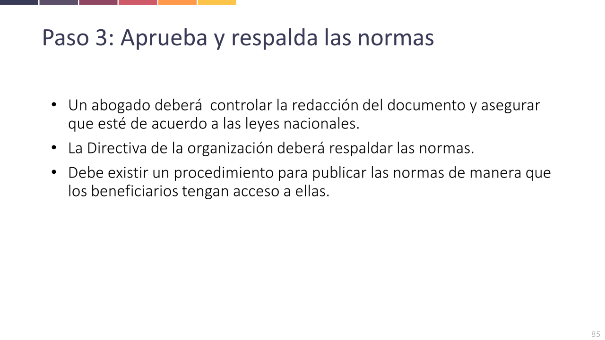 Paso 3: Aprueba y respalda las normas
• Un abogado deberá  controlar la redacción del documento y asegurar
que esté de acuerdo a las leyes nacionales.
• La Directiva de la organización deberá respaldar las normas.
• Debe existir un procedimiento para publicar las normas de manera que
los beneficiarios tengan acceso a ellas.
95